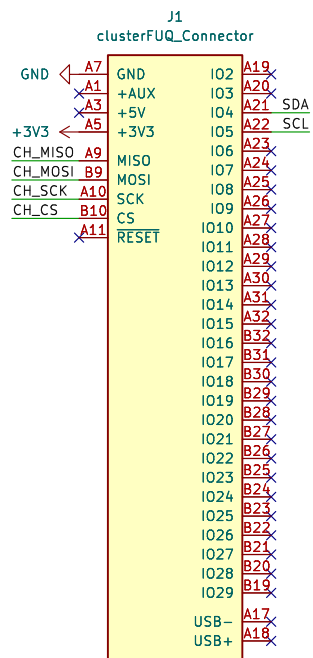 J1
clusterFUQ_Connector
GND A7 GND IO2 A19
A1 +AUX IO3 A20
A3 +5V IO4 A21 SDA
+3V3 A5 +3V3 IO5 A22 SCL
IO6 A23
CH_MISO A9 MISO IO7 A24
CH_MOSI B9 MOSI IO8 A25
CH_SCK A10 SCK IO9 A26
CH_CS B10 CS IO10 A27
A11 RESET IO11 A28
IO12 A29
IO13 A30
IO14 A31
IO15 A32
IO16 B32
IO17 B31
IO18 B30
IO19 B29
IO20 B28
IO21 B27
IO22 B26
IO23 B25
IO24 B24
IO25 B23
IO26 B22
IO27 B21
IO28 B20
IO29 B19
USB- A17
USB+ A18